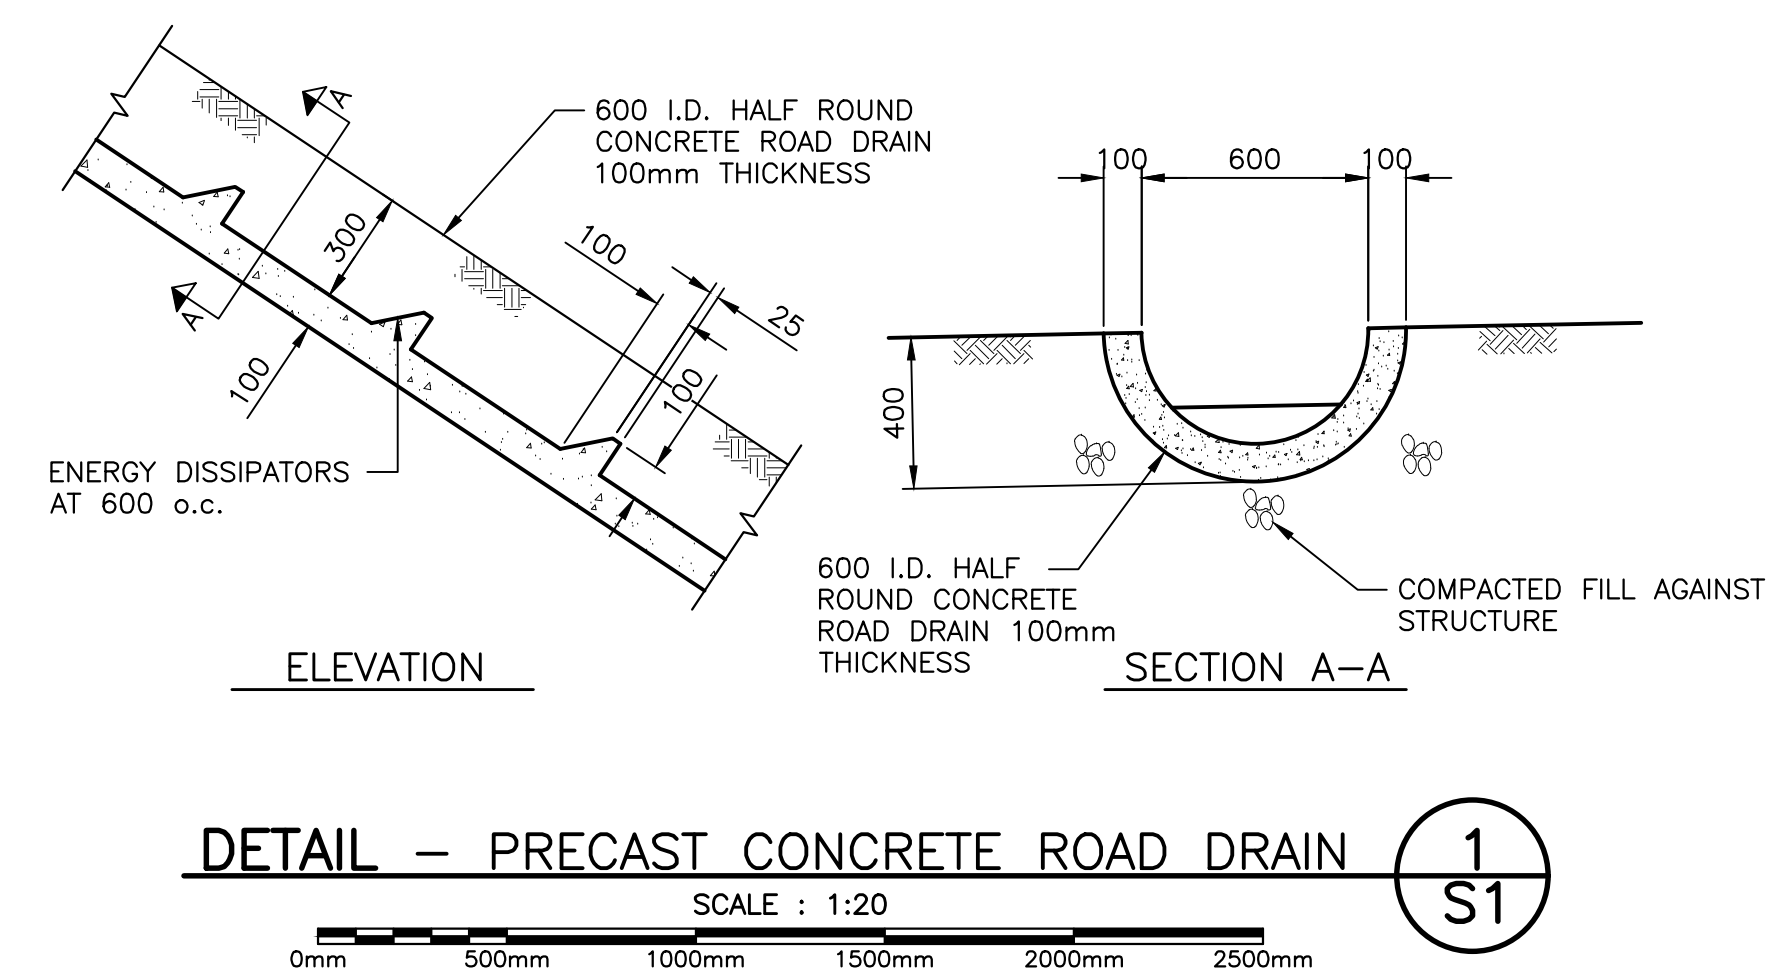 A
A
600 I.D. HALF ROUND
CONCRETE ROAD DRAIN
100mm THICKNESS
300
100
100
25
100
ENERGY DISSIPATORS
AT 600 o.c.
ELEVATION
100 600 100
400
600 I.D. HALF
ROUND CONCRETE
ROAD DRAIN 100mm
THICKNESS
COMPACTED FILL AGAINST
STRUCTURE
SECTION A-A
DETAIL - PRECAST CONCRETE ROAD DRAIN
1
S1
SCALE : 1:20
0mm 500mm 1000mm 1500mm 2000mm 2500mm